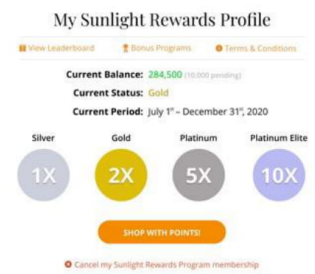 My Sunlight Rewards Profile
View Leaderboard Bonus Programs Terms & Conditions
Current Balance: 284,500 (10,000 pending)
Current Status: Gold
Current Period: July 1st – December 31st, 2020
Silver Gold Platinum Platinum Elite
1X 2X 5X 10X
SHOP WITH POINTS!
Cancel my Sunlight Rewards Program membership